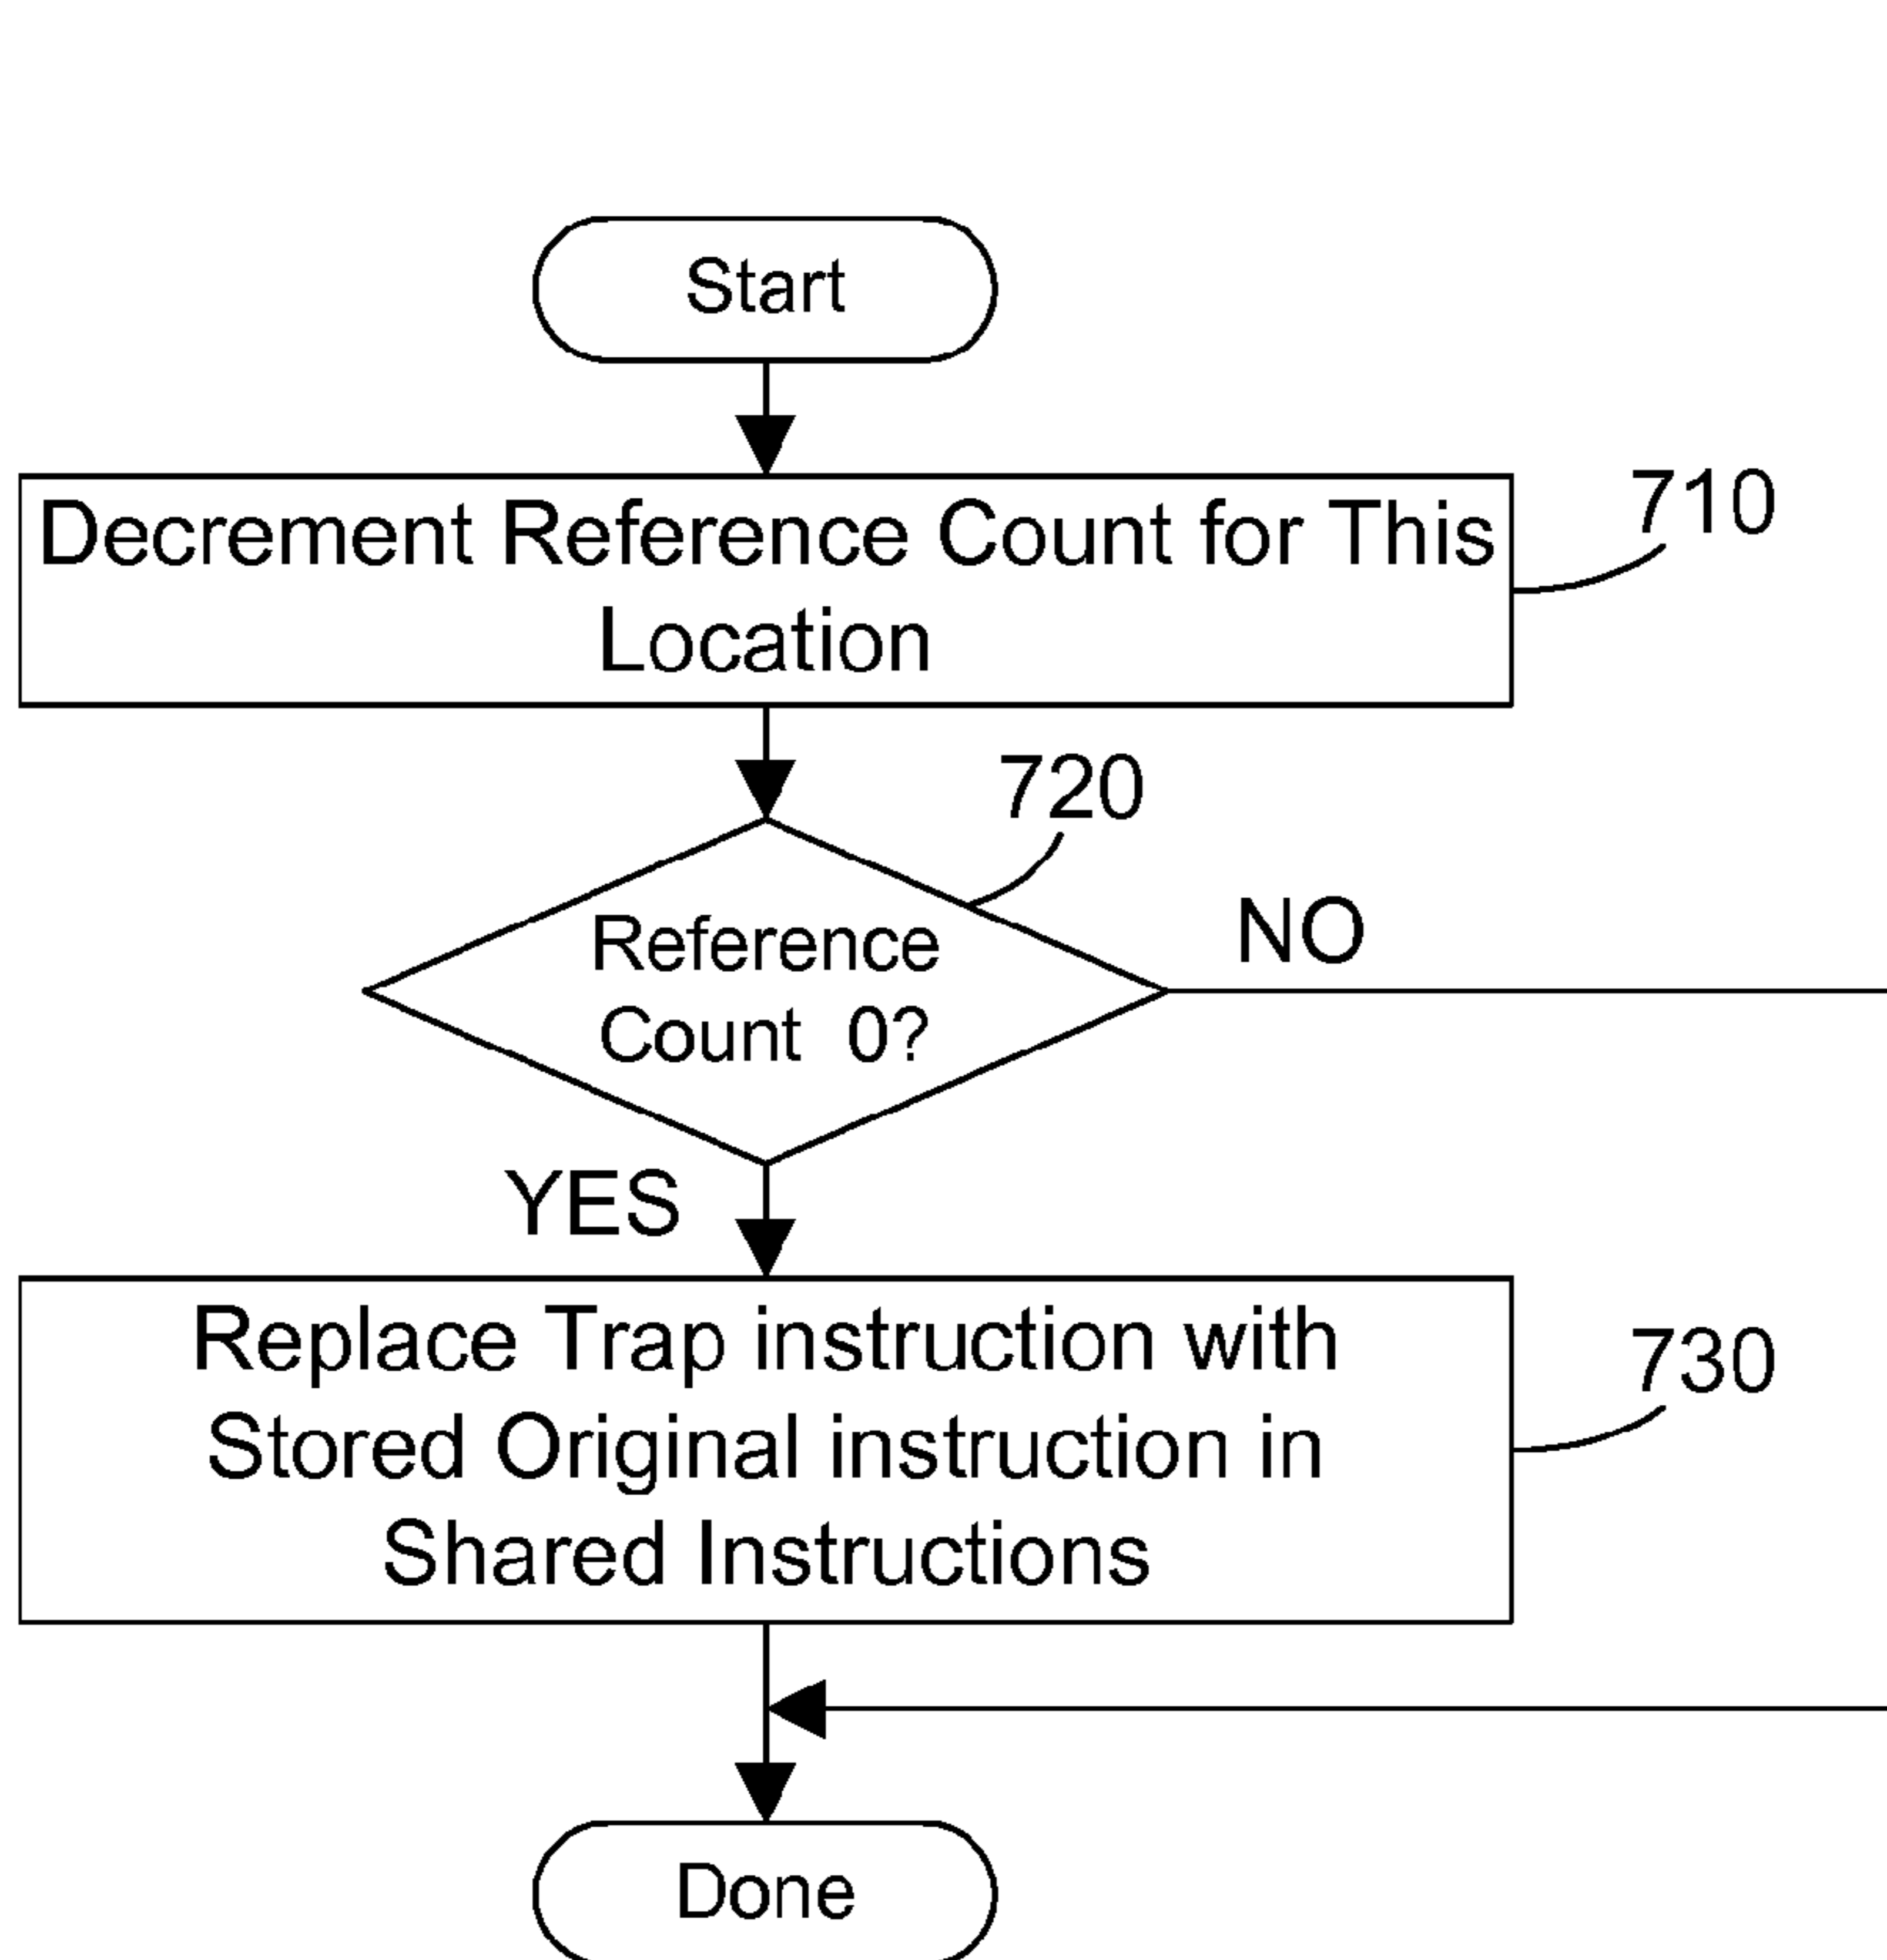 Start
Decrement Reference Count for This
Location
710
720
Reference
Count 0?
NO
YES
Replace Trap instruction with
Stored Original instruction in
Shared Instructions
730
Done